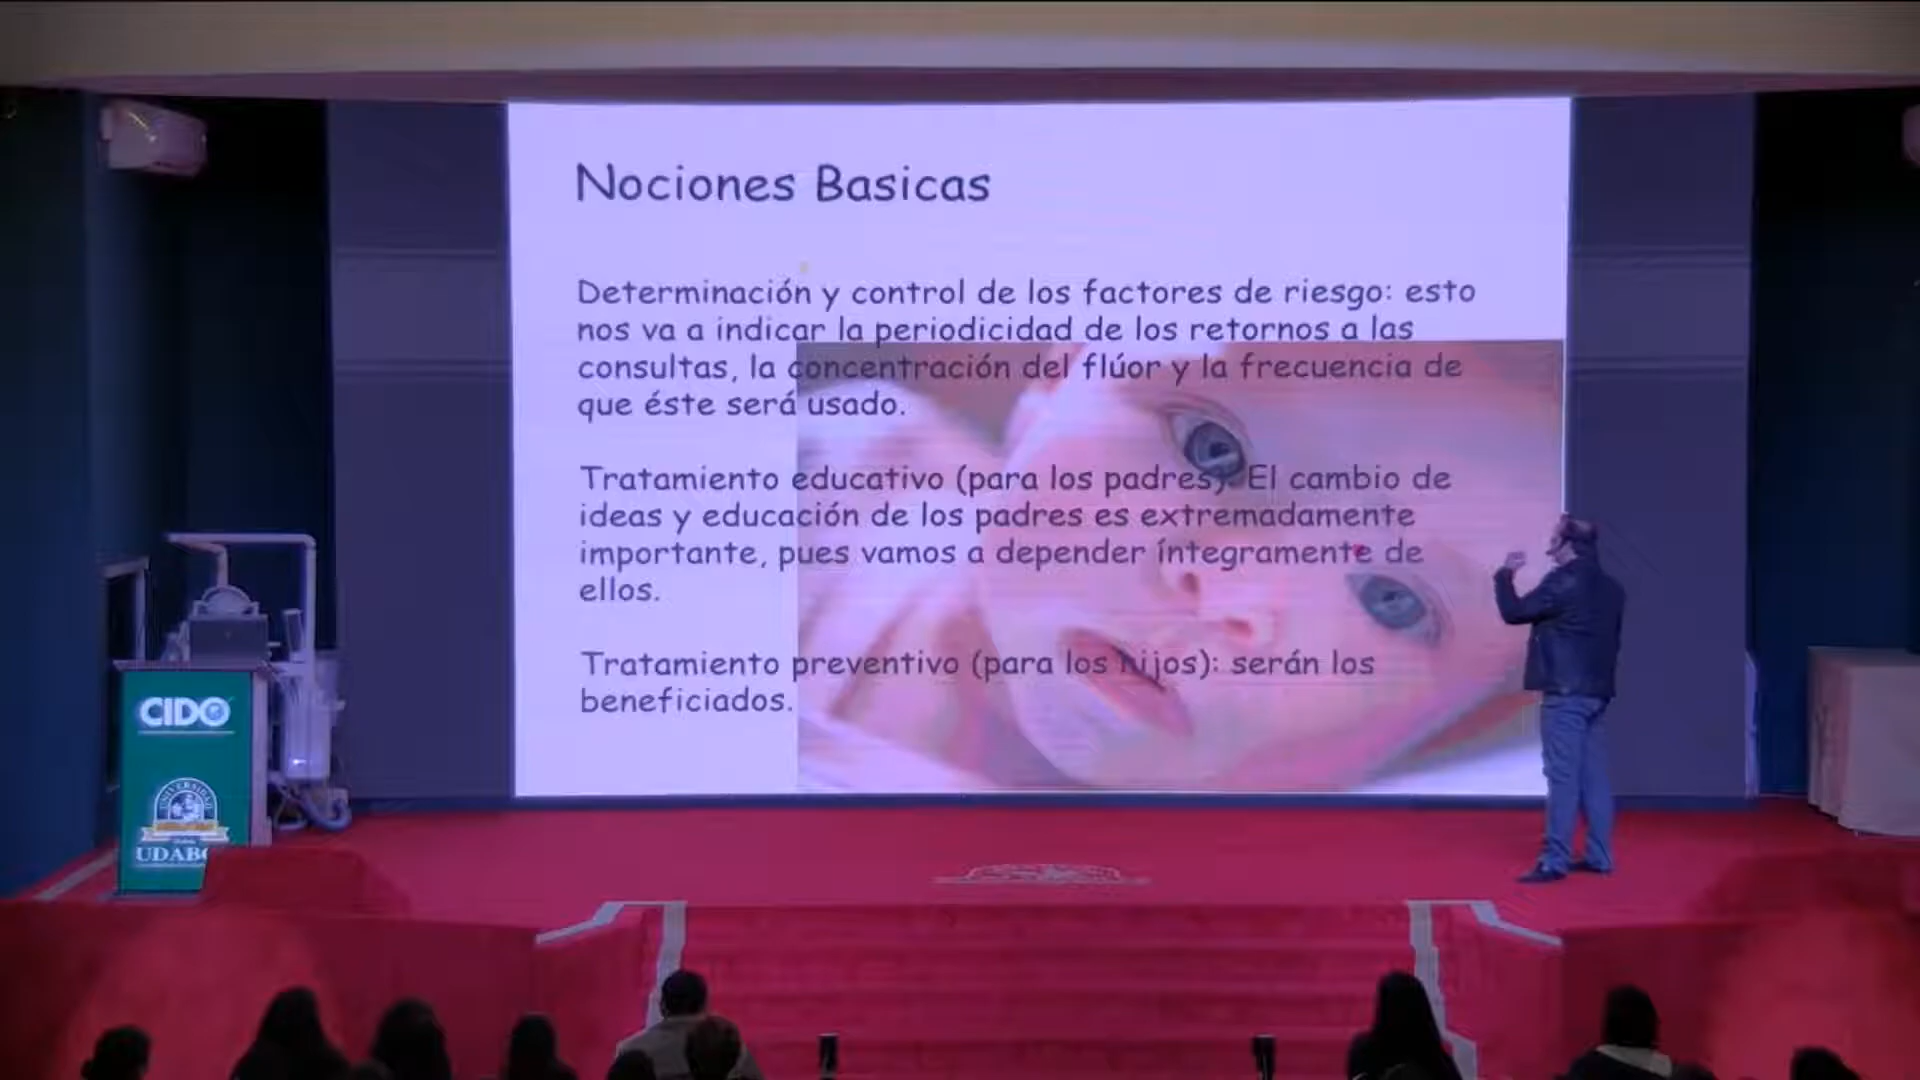 Nociones Basicas
Determinación y control de los factores de riesgo: esto
nos va a indicar la periodicidad de los retornos a las
consultas, la concentración del flúor y la frecuencia de
que éste será usado.
Tratamiento educativo (para los padres). El cambio de
ideas y educación de los padres es extremadamente
importante, pues vamos a depender íntegramente de
ellos.
Tratamiento preventivo (para los hijos): serán los
beneficiados.
CIDO
UNIVERSIDAD